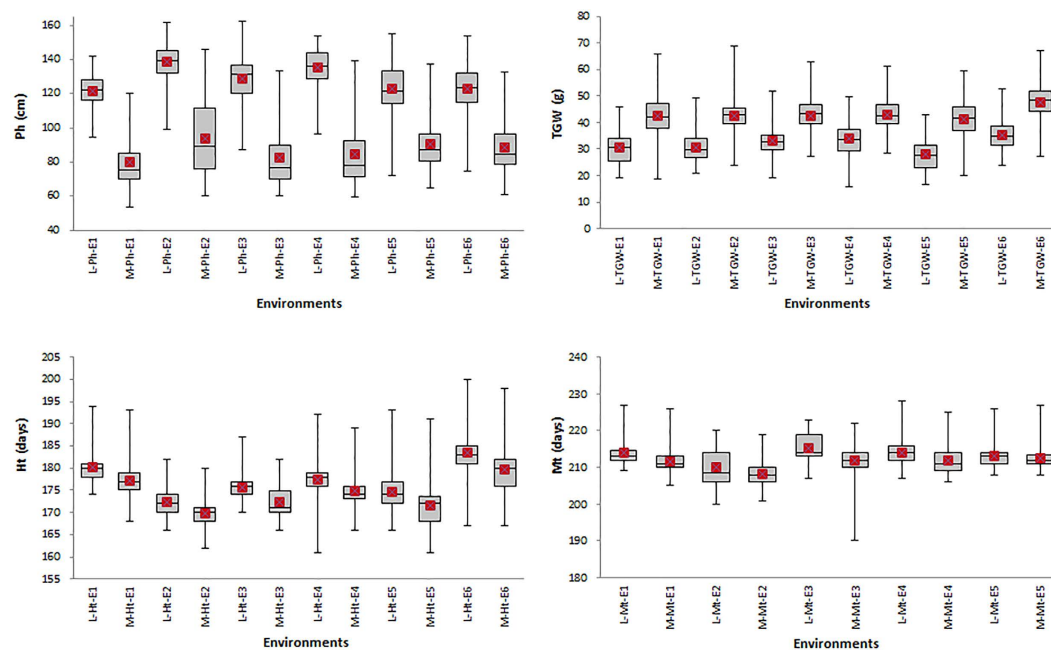 Ph (cm)
160
140
120
100
80
60
40
L-Ph-E1
M-Ph-E1
L-Ph-E2
M-Ph-E2
L-Ph-E3
M-Ph-E3
L-Ph-E4
M-Ph-E4
L-Ph-E5
M-Ph-E5
L-Ph-E6
M-Ph-E6
Environments
TGW (g)
80
70
60
50
40
30
20
10
0
L-TGW-E1
M-TGW-E1
L-TGW-E2
M-TGW-E2
L-TGW-E3
M-TGW-E3
L-TGW-E4
M-TGW-E4
L-TGW-E5
M-TGW-E5
L-TGW-E6
M-TGW-E6
Environments
Ht (days)
205
200
195
190
185
180
175
170
165
160
155
L-Ht-E1
M-Ht-E1
L-Ht-E2
M-Ht-E2
L-Ht-E3
M-Ht-E3
L-Ht-E4
M-Ht-E4
L-Ht-E5
M-Ht-E5
L-Ht-E6
M-Ht-E6
Environments
Mt (days)
240
230
220
210
200
190
180
L-Mt-E1
M-Mt-E1
L-Mt-E2
M-Mt-E2
L-Mt-E3
M-Mt-E3
L-Mt-E4
M-Mt-E4
L-Mt-E5
M-Mt-E5
Environments